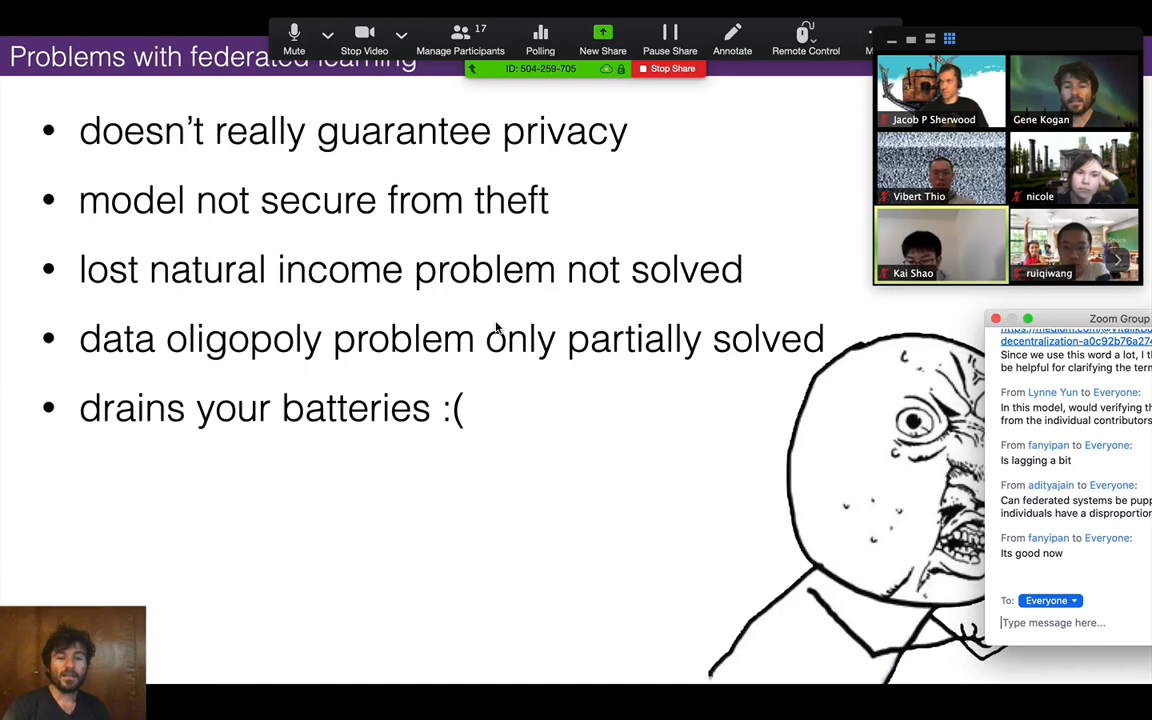 17
Mute
Stop Video
Manage Participants
Polling
New Share
Pause Share
Annotate
Remote Control
Problems with federated learning
ID: 504-259-705
Stop Share
• doesn't really guarantee privacy
• model not secure from theft
• lost natural income problem not solved
• data oligopoly problem only partially solved
• drains your batteries :(
Jacob P Sherwood
Gene Kogan
Vibert Thio
nicole
Kai Shao
ruiqiwang
Zoom Group
decentralization-a0c92b76a274
Since we use this word a lot, I t
be helpful for clarifying the term
From Lynne Yun to Everyone:
In this model, would verifying th
from the individual contributors
From fanyipan to Everyone:
Is lagging a bit
From adityajain to Everyone:
Can federated systems be pupp
individuals have a disproportion
From fanyipan to Everyone:
Its good now
To: Everyone
Type message here...